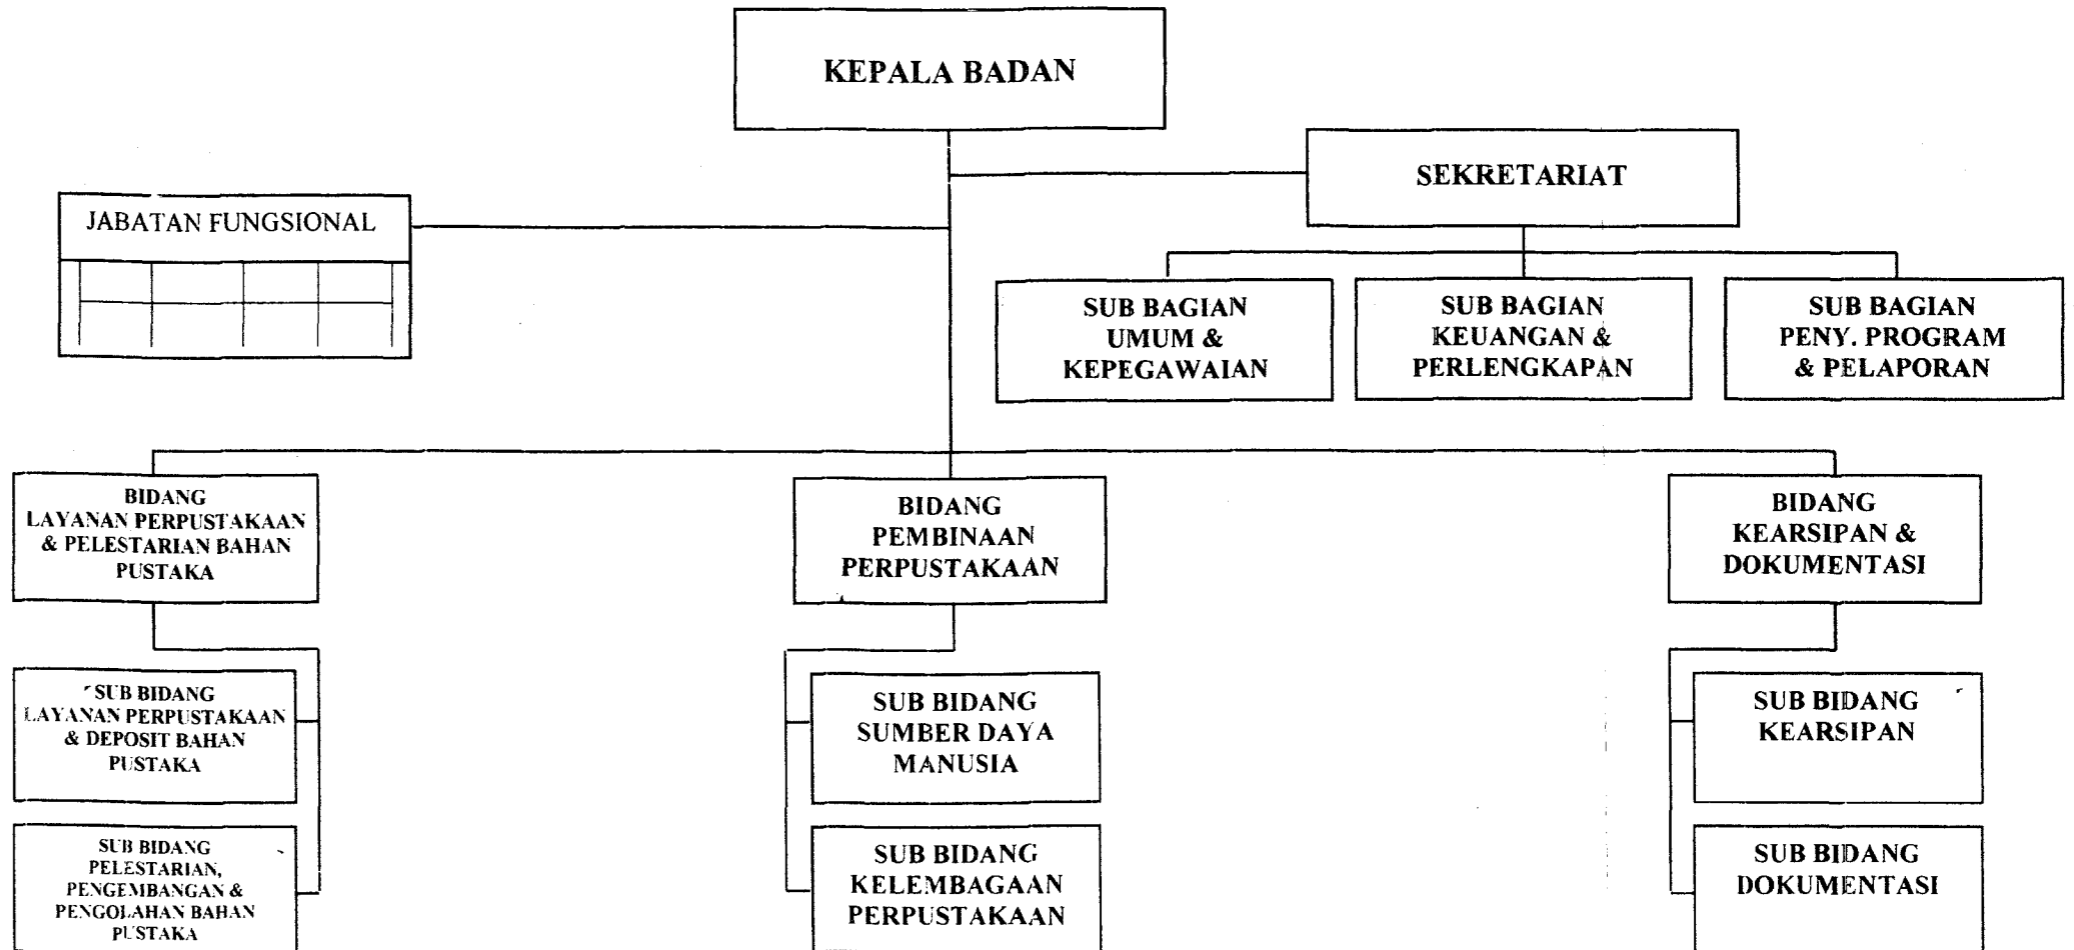 KEPALA BADAN
SEKRETARIAT
JABATAN FUNGSIONAL
SUB BAGIAN
UMUM &
KEPEGAWAIAN
SUB BAGIAN
KEUANGAN &
PERLENGKAPAN
SUB BAGIAN
PENY. PROGRAM
& PELAPORAN
BIDANG
LAYANAN PERPUSTAKAAN
& PELESTARIAN BAHAN
PUSTAKA
BIDANG
PEMBINAAN
PERPUSTAKAAN
BIDANG
KEARSIPAN &
DOKUMENTASI
SUB BIDANG
LAYANAN PERPUSTAKAAN
& DEPOSIT BAHAN
PUSTAKA
SUB BIDANG
SUMBER DAYA
MANUSIA
SUB BIDANG
KEARSIPAN
SUB BIDANG
PELESTARIAN,
PENGEMBANGAN &
PENGOLAHAN BAHAN
PUSTAKA
SUB BIDANG
KELEMBAGAAN
PERPUSTAKAAN
SUB BIDANG
DOKUMENTASI